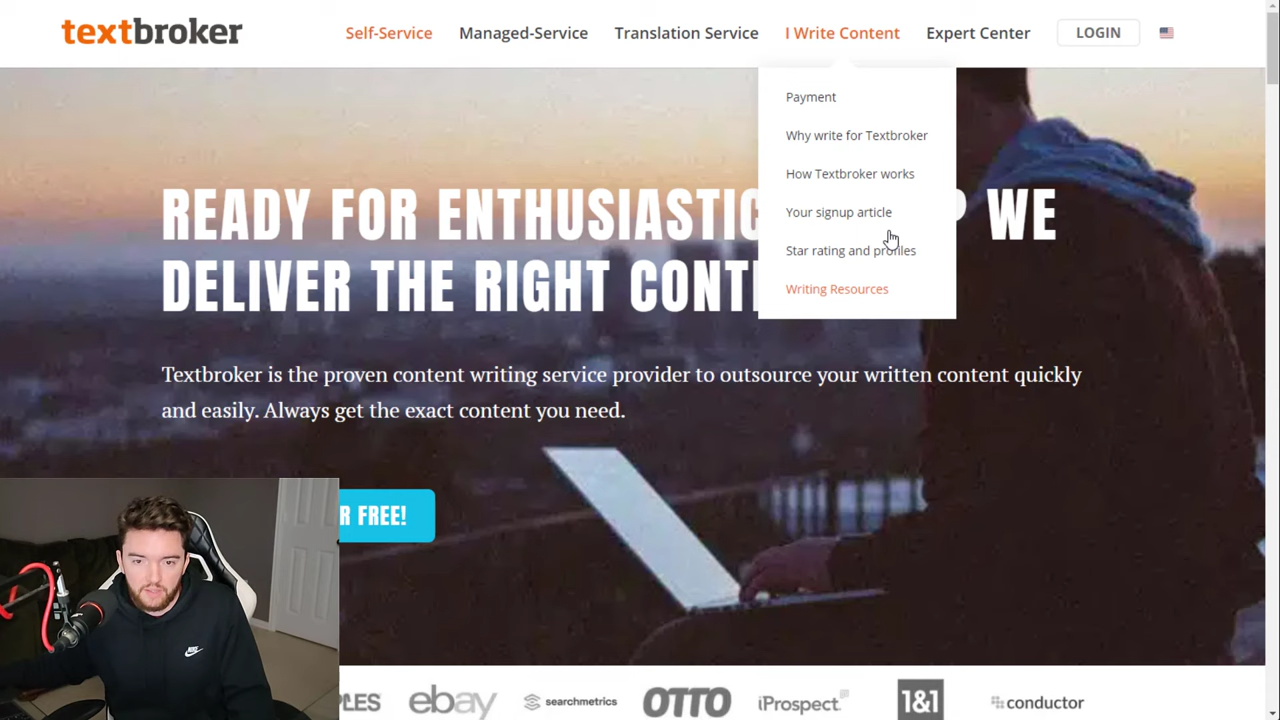 textbroker
Self-Service Managed-Service Translation Service I Write Content Expert Center LOGIN
Payment
Why write for Textbroker
How Textbroker works
Your signup article
Star rating and profiles
Writing Resources
READY FOR ENTHUSIASTIC WE
DELIVER THE RIGHT
Textbroker is the proven content writing service provider to outsource your written content quickly
and easily. Always get the exact content you need.
FREE!
ebay searchmetrics OTTO iProspect 1&1 conductor